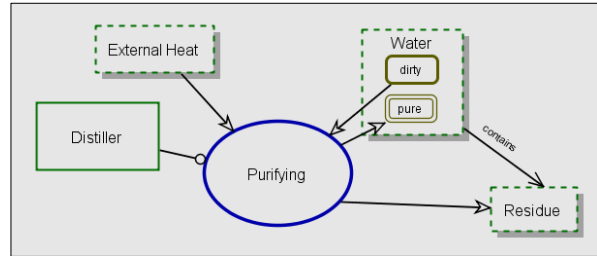 External Heat
Water
dirty
pure
Distiller
Purifying
contains
Residue